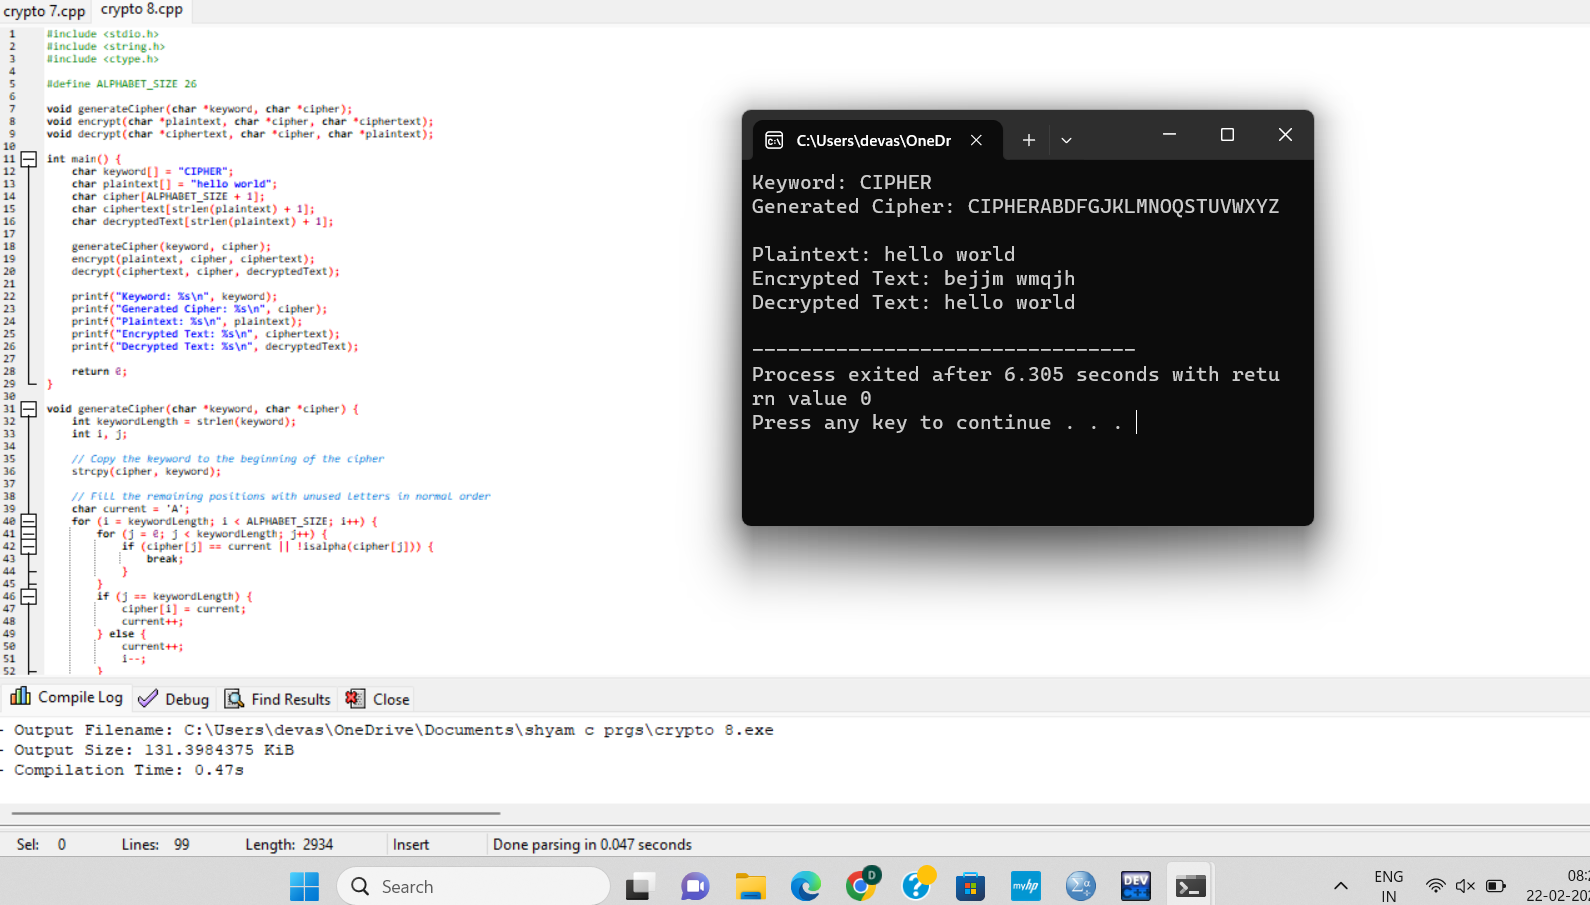 crypto 7.cpp crypto 8.cpp
1 #include <stdio.h>
2 #include <string.h>
3 #include <ctype.h>
4
5 #define ALPHABET_SIZE 26
6
7 void generateCipher(char *keyword, char *cipher);
8 void encrypt(char *plaintext, char *cipher, char *ciphertext);
9 void decrypt(char *ciphertext, char *cipher, char *plaintext);
10
11 int main() {
12 char keyword[] = "CIPHER";
13 char plaintext[] = "hello world";
14 char cipher[ALPHABET_SIZE + 1];
15 char ciphertext[strlen(plaintext) + 1];
16 char decryptedText[strlen(plaintext) + 1];
17
18 generateCipher(keyword, cipher);
19 encrypt(plaintext, cipher, ciphertext);
20 decrypt(ciphertext, cipher, decryptedText);
21
22 printf("Keyword: %s\n", keyword);
23 printf("Generated Cipher: %s\n", cipher);
24 printf("Plaintext: %s\n", plaintext);
25 printf("Encrypted Text: %s\n", ciphertext);
26 printf("Decrypted Text: %s\n", decryptedText);
27
28 return 0;
29 }
30
31 void generateCipher(char *keyword, char *cipher) {
32 int keywordLength = strlen(keyword);
33 int i, j;
34
35 // Copy the keyword to the beginning of the cipher
36 strcpy(cipher, keyword);
37
38 // Fill the remaining positions with unused letters in normal order
39 char current = 'A';
40 for (i = keywordLength; i < ALPHABET_SIZE; i++) {
41 for (j = 0; j < keywordLength; j++) {
42 if (cipher[j] == current || !isalpha(cipher[j])) {
43 break;
44 }
45 }
46 if (j == keywordLength) {
47 cipher[i] = current;
48 current++;
49 } else {
50 current++;
51 i--;
52 }
C:\Users\devas\OneDr
Keyword: CIPHER
Generated Cipher: CIPHERABDFGJKLMNOQSTUVWXYZ
Plaintext: hello world
Encrypted Text: bejjm wmqjh
Decrypted Text: hello world
--------------------------------
Process exited after 6.305 seconds with retu
rn value 0
Press any key to continue . . .
Compile Log Debug Find Results Close
- Output Filename: C:\Users\devas\OneDrive\Documents\shyam c prgs\crypto 8.exe
- Output Size: 131.3984375 KiB
- Compilation Time: 0.47s
Sel: 0 Lines: 99 Length: 2934 Insert Done parsing in 0.047 seconds
Search
D
myhp
DEV
C++
ENG
IN
08:2
22-02-20